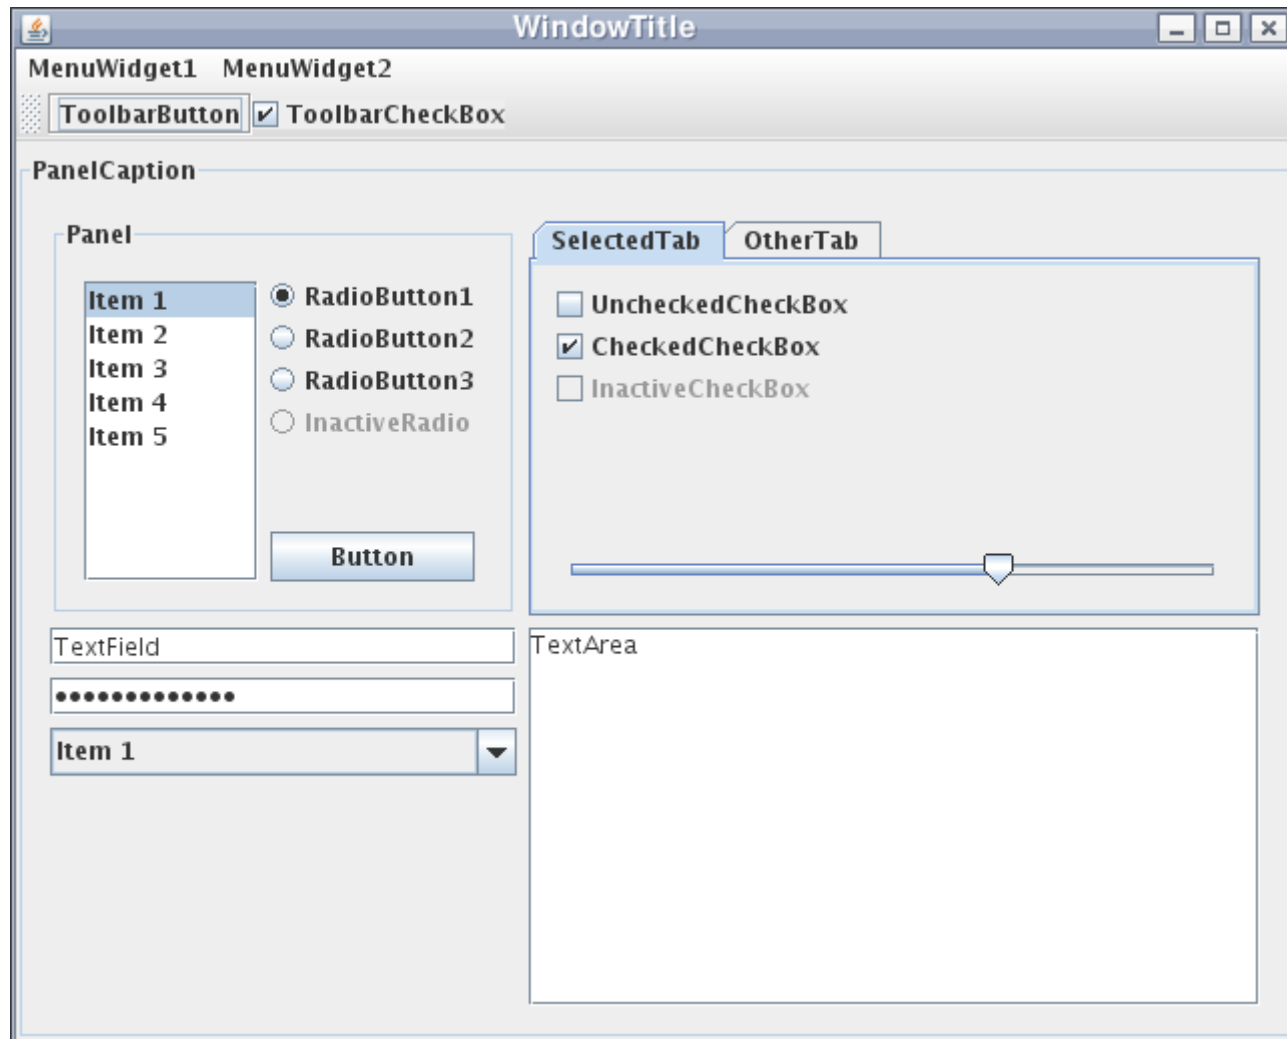 WindowTitle
MenuWidget1 MenuWidget2
ToolbarButton ToolbarCheckBox
PanelCaption
Panel
Item 1
Item 2
Item 3
Item 4
Item 5
RadioButton1
RadioButton2
RadioButton3
InactiveRadio
Button
SelectedTab OtherTab
UncheckedCheckBox
CheckedCheckBox
InactiveCheckBox
TextField
•••••••••••••
Item 1
TextArea